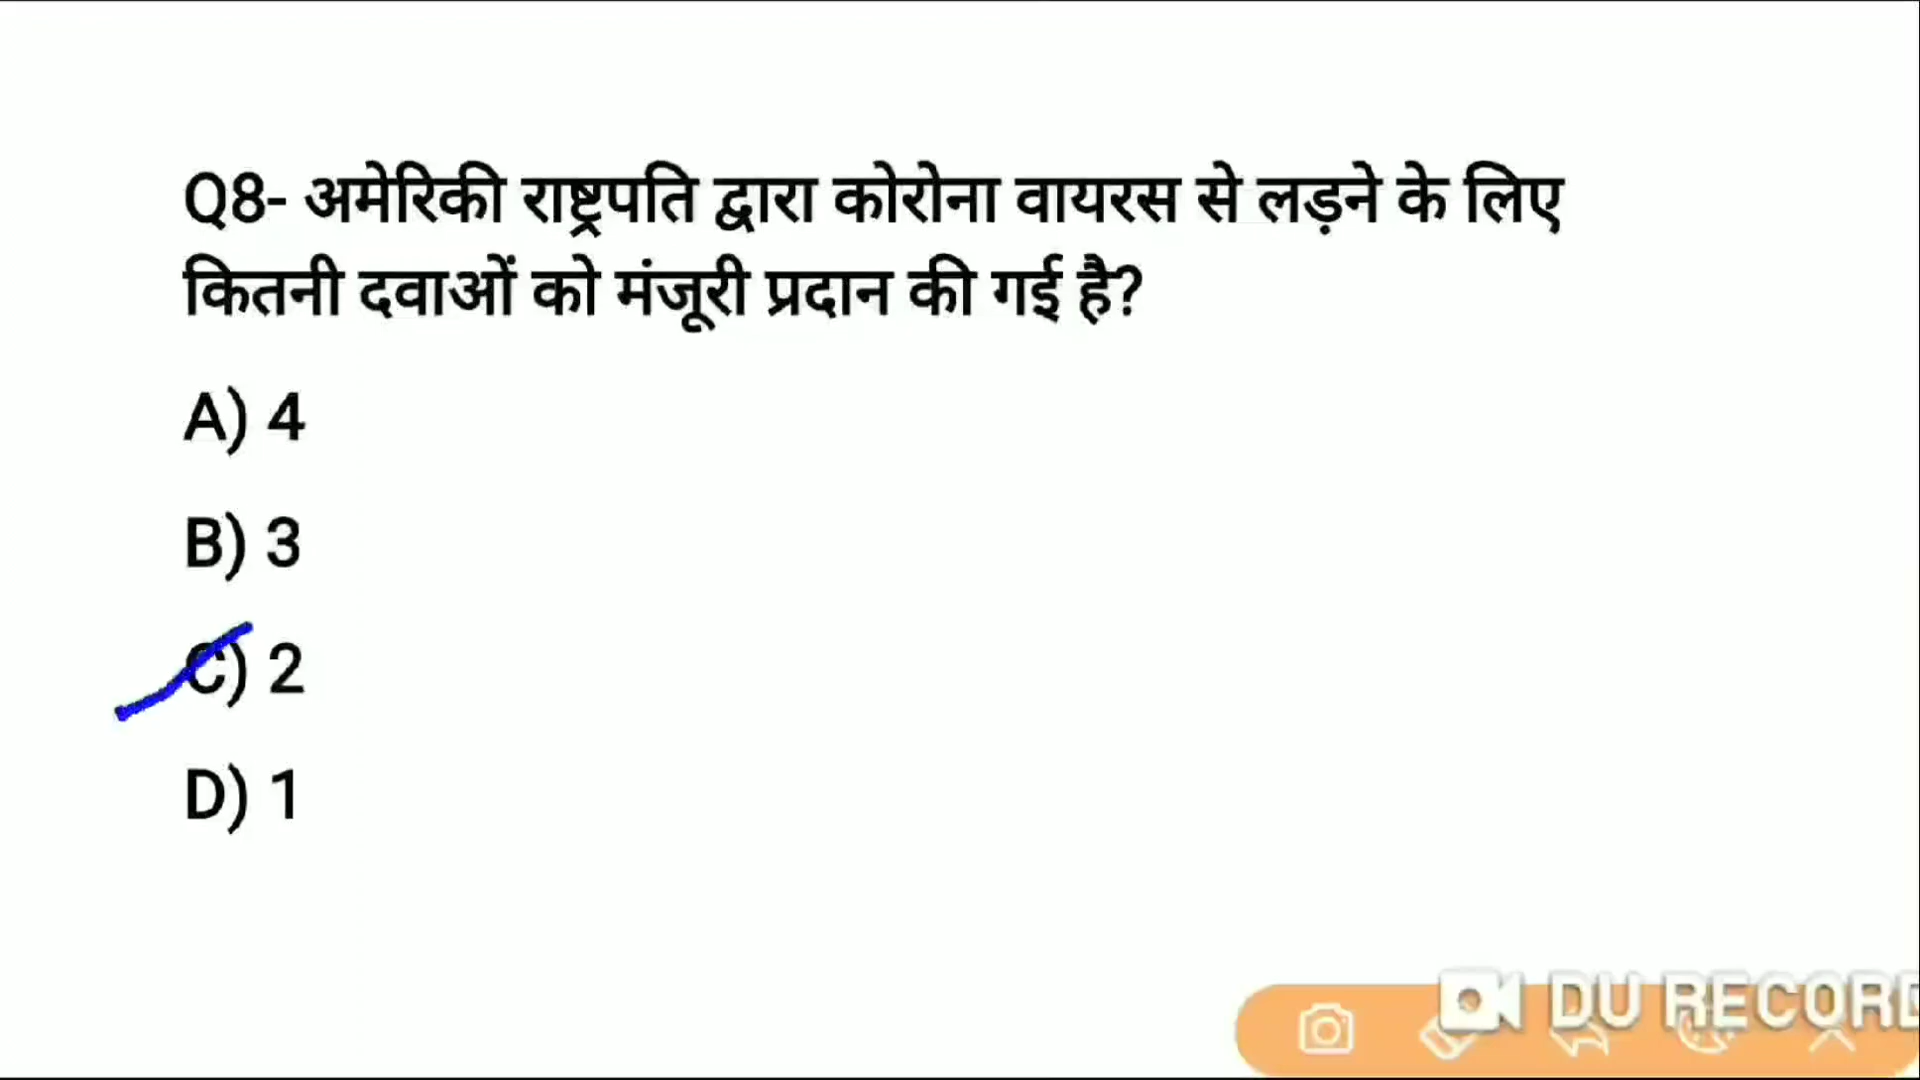 Q8- अमेरिकी राष्ट्रपति द्वारा कोरोना वायरस से लड़ने के लिए
कितनी दवाओं को मंजूरी प्रदान की गई है?
A) 4
B) 3
C) 2
D) 1
DU RECORD